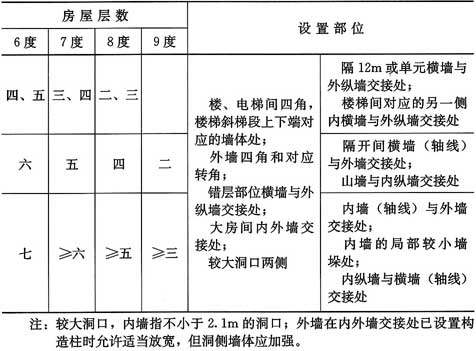 房屋层数
设置部位
6度 7度 8度 9度
四、五 三、四 二、三
六 五 四 二
七 ≥六 ≥五 ≥三
楼、电梯间四角，
楼梯斜梯段上下端对
应的墙体处；
外墙四角和对应
转角；
错层部位横墙与外
纵墙交接处；
大房间内外墙交
接处；
较大洞口两侧
隔12m或单元横墙与
外纵墙交接处；
楼梯间对应的另一侧
内横墙与外纵墙交接处
隔开间横墙（轴线）
与外墙交接处；
山墙与内纵墙交接处
内墙（轴线）与外墙
交接处；
内墙的局部较小墙
垛处；
内纵墙与横墙（轴线）
交接处
注：较大洞口，内墙指不小于2.1m的洞口；外墙在内外墙交接处已设置构
造柱时允许适当放宽，但洞侧墙体应加强。